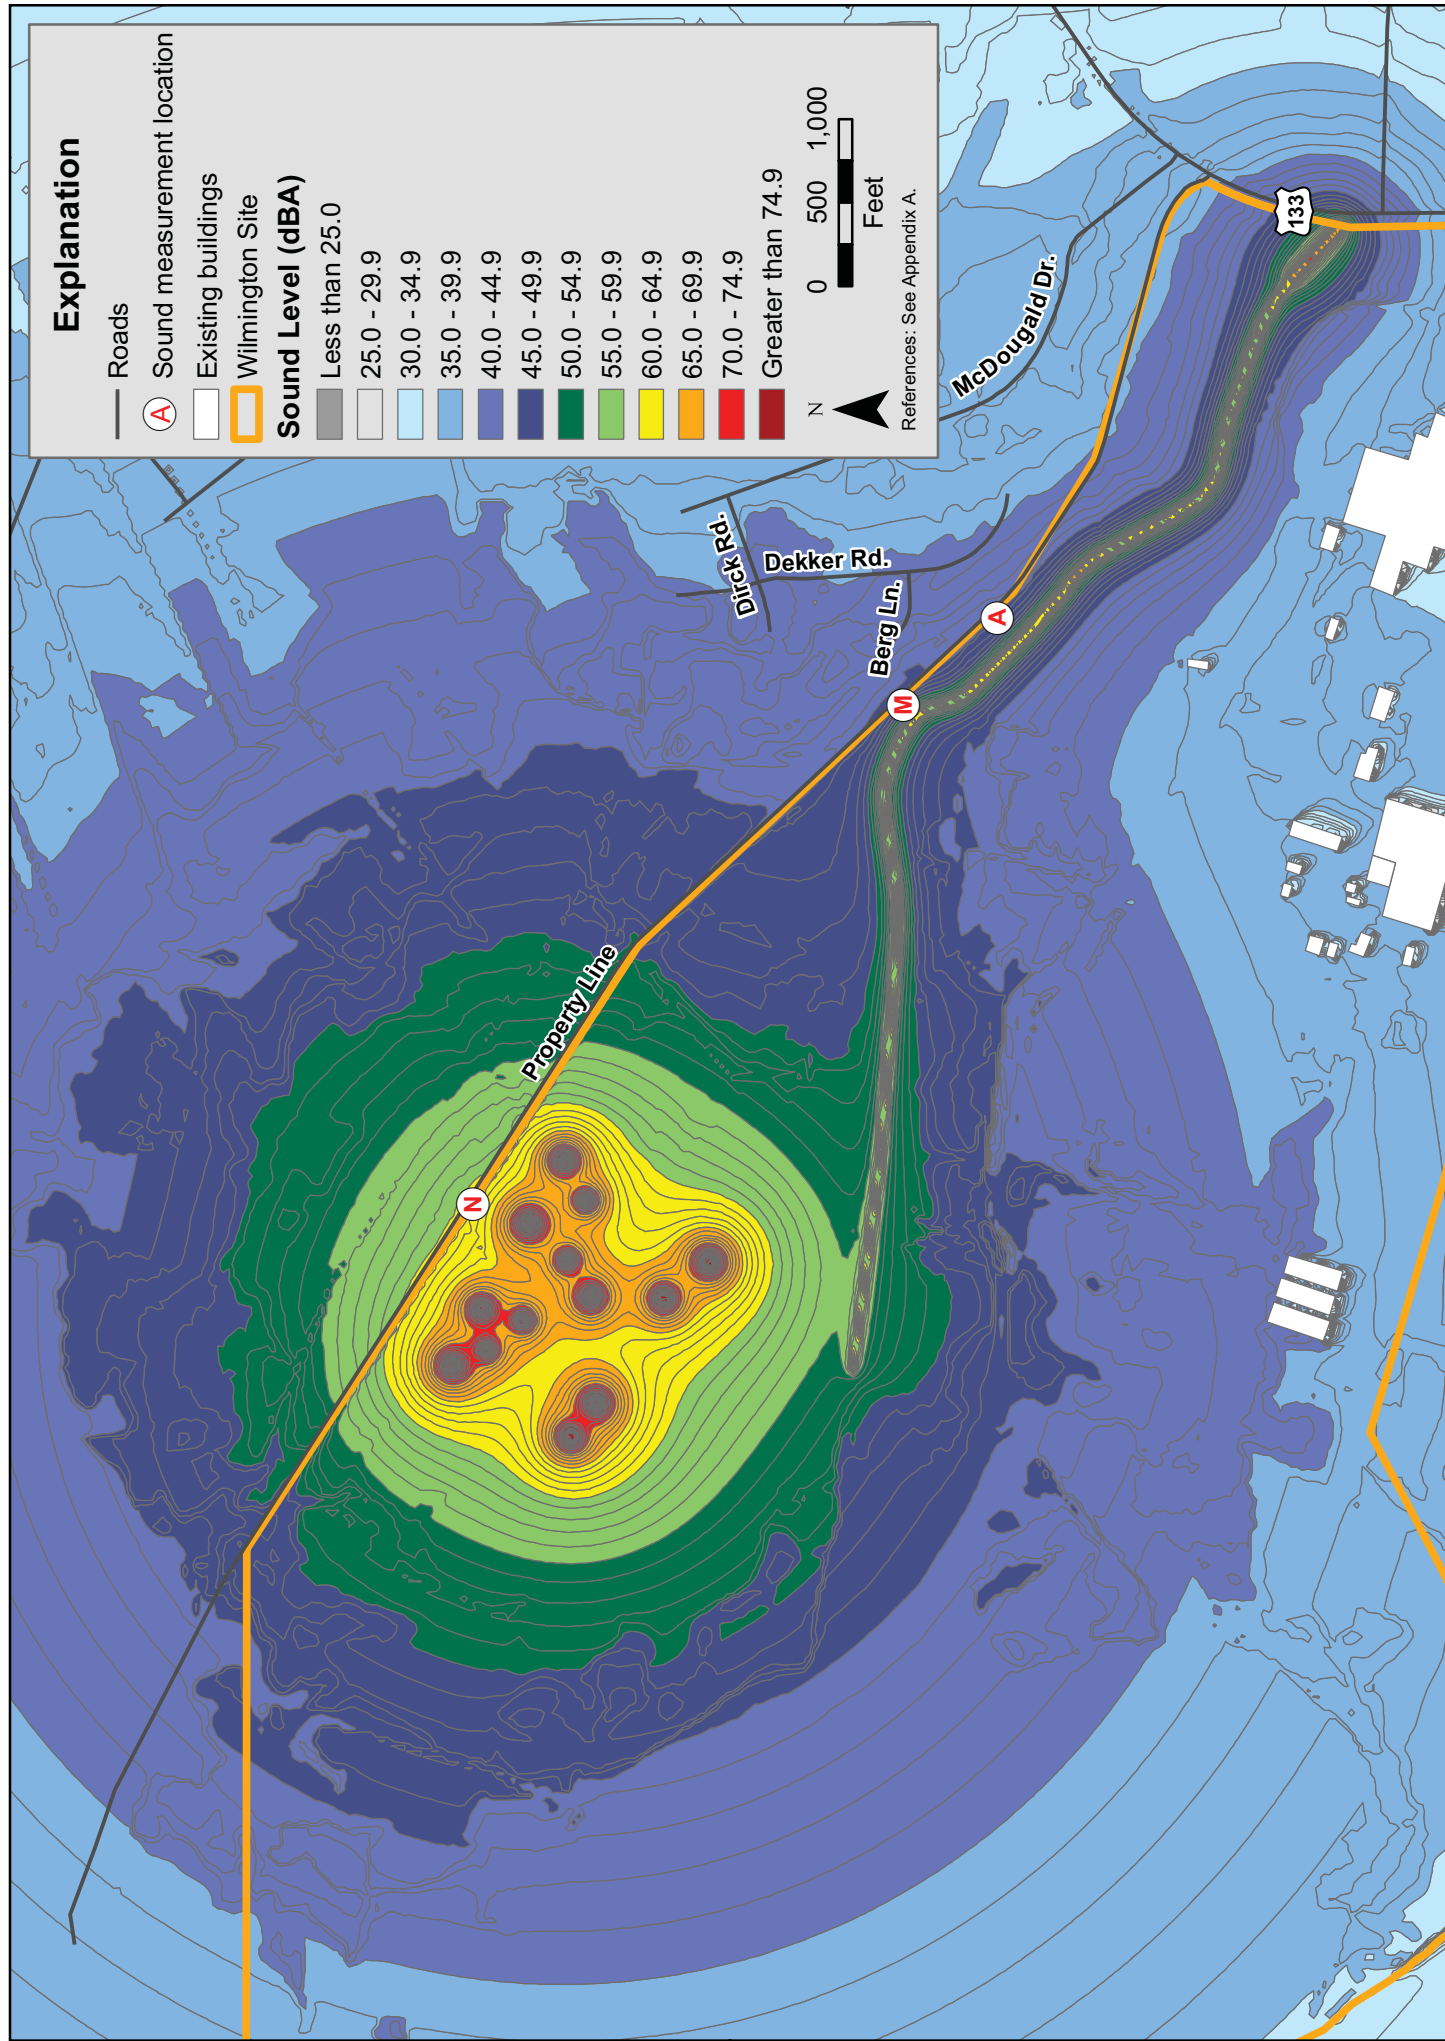 Explanation
Roads
A
Sound measurement location
Existing buildings
Wilmington Site
Sound Level (dBA)
Less than 25.0
25.0 - 29.9
30.0 - 34.9
35.0 - 39.9
40.0 - 44.9
45.0 - 49.9
50.0 - 54.9
55.0 - 59.9
60.0 - 64.9
65.0 - 69.9
70.0 - 74.9
Greater than 74.9
N
0 500 1,000
Feet
References: See Appendix A.
Property Line
N
M
A
Dirck Rd.
Dekker Rd.
Berg Ln.
McDougald Dr.
133